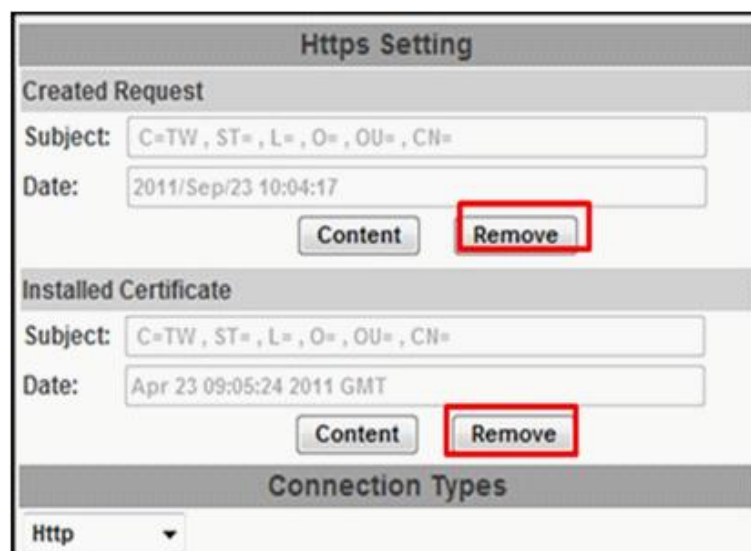 Https Setting
Created Request
Subject: C=TW , ST= , L= , O= , OU= , CN=
Date: 2011/Sep/23 10:04:17
Content Remove
Installed Certificate
Subject: C=TW , ST= , L= , O= , OU= , CN=
Date: Apr 23 09:05:24 2011 GMT
Content Remove
Connection Types
Http